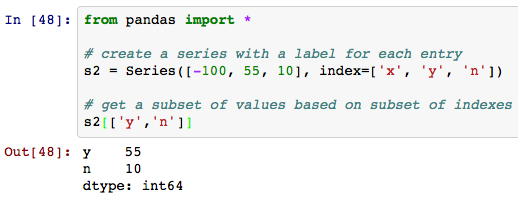 In [48]: from pandas import *
# create a series with a label for each entry
s2 = Series([-100, 55, 10], index=['x', 'y', 'n'])
# get a subset of values based on subset of indexes
s2[['y','n']]
Out[48]: y    55
n    10
dtype: int64